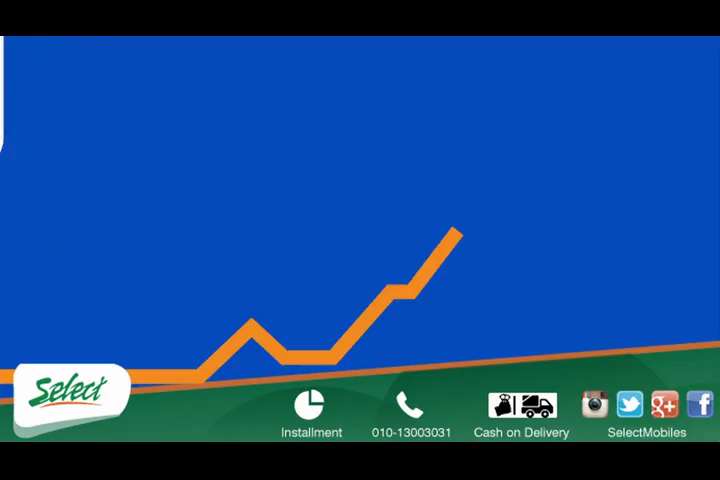 Select
Installment
010-13003031
Cash on Delivery
SelectMobiles